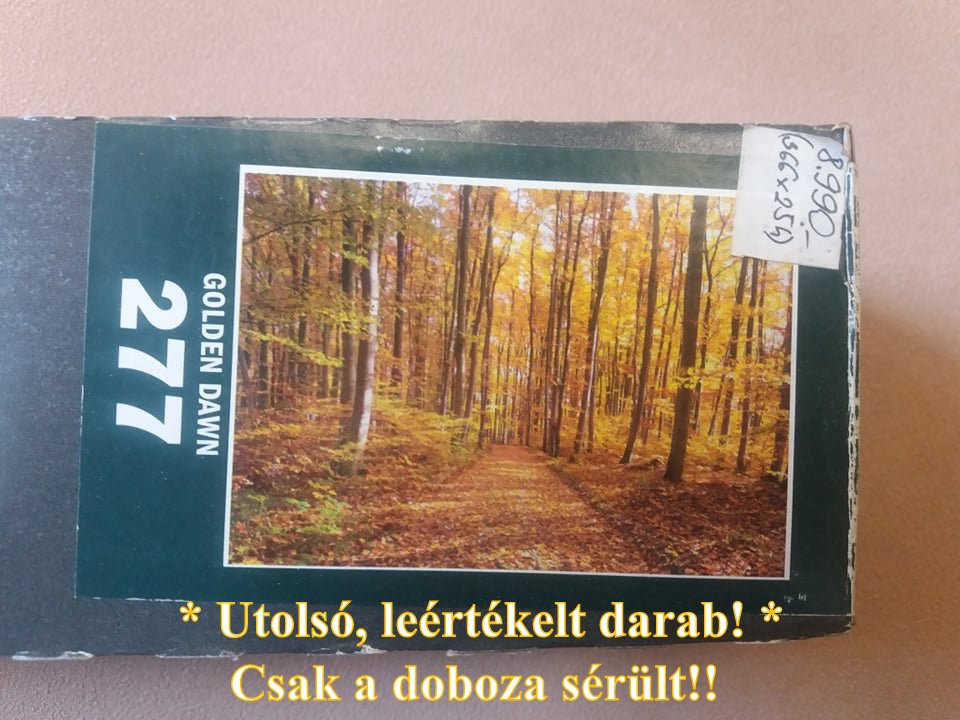 8.990.-
(366x254)
GOLDEN DAWN
277
* Utolsó, leértékelt darab! *
Csak a doboza sérült!!